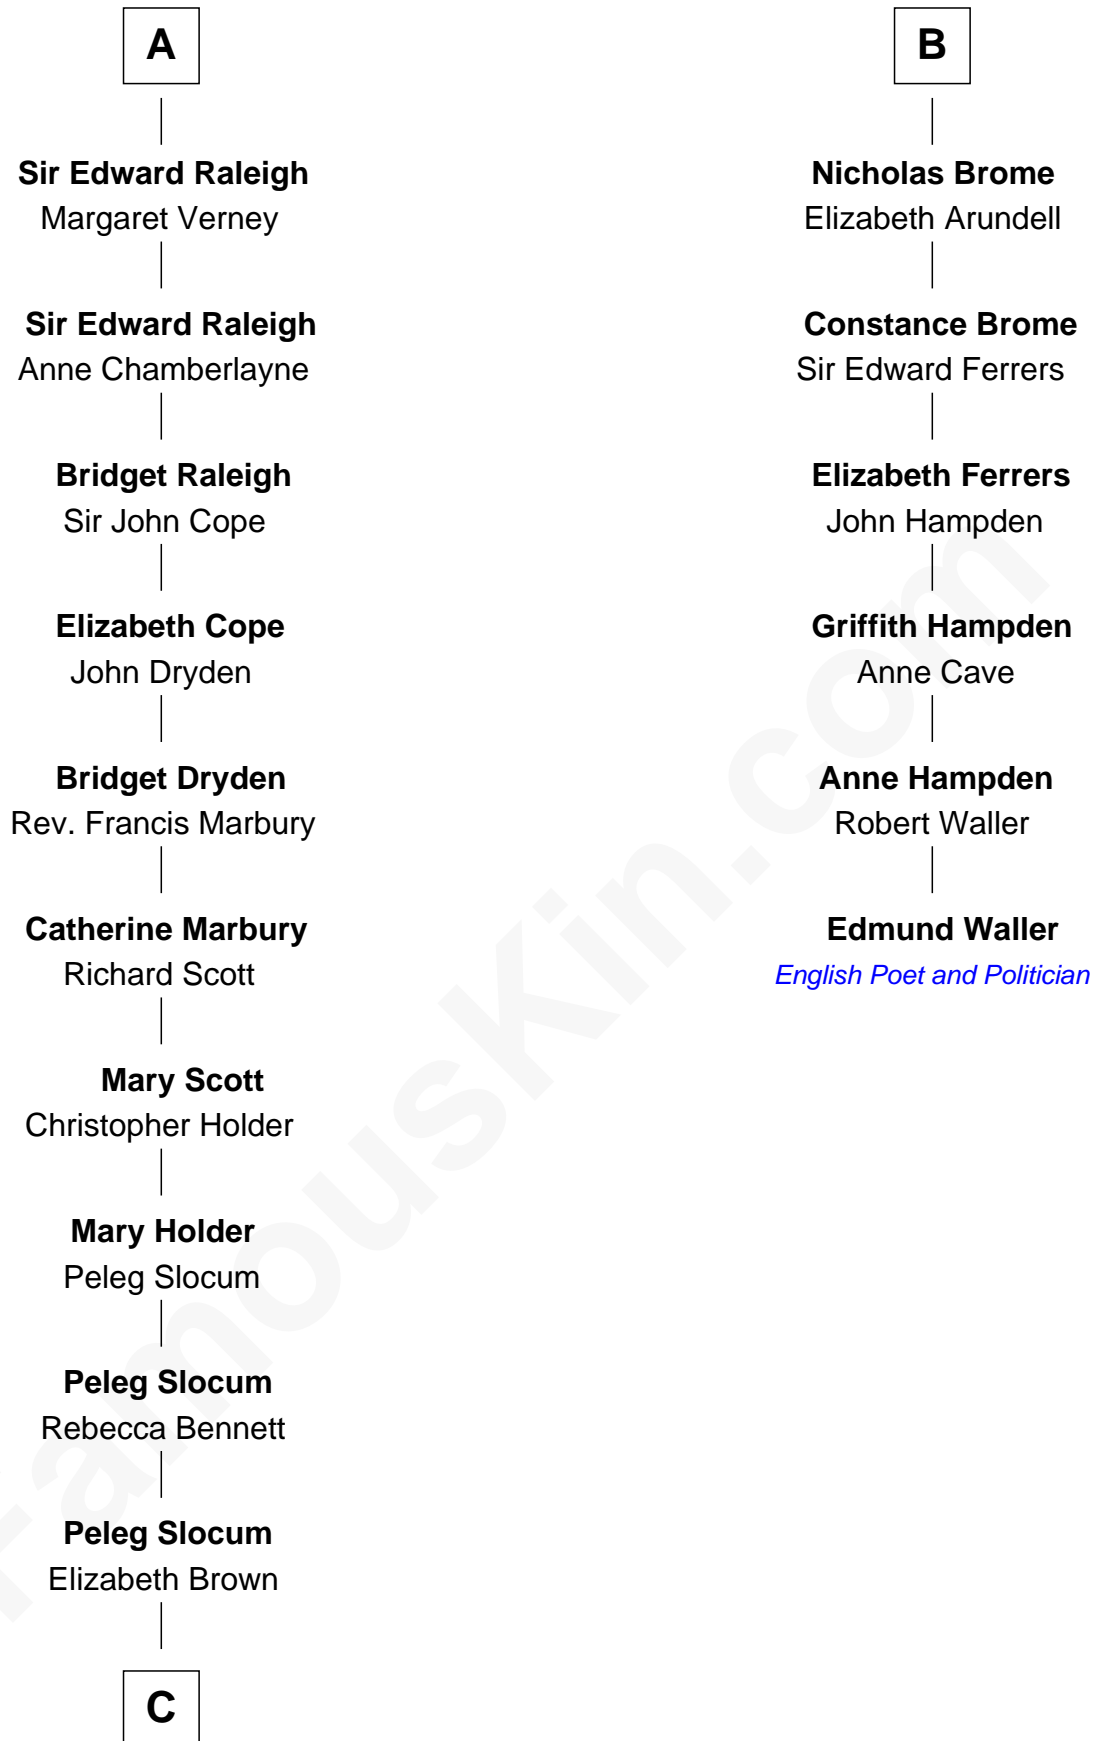 A
Sir Edward Raleigh
Margaret Verney
Sir Edward Raleigh
Anne Chamberlayne
Bridget Raleigh
Sir John Cope
Elizabeth Cope
John Dryden
Bridget Dryden
Rev. Francis Marbury
Catherine Marbury
Richard Scott
Mary Scott
Christopher Holder
Mary Holder
Peleg Slocum
Peleg Slocum
Rebecca Bennett
Peleg Slocum
Elizabeth Brown
C
B
Nicholas Brome
Elizabeth Arundell
Constance Brome
Sir Edward Ferrers
Elizabeth Ferrers
John Hampden
Griffith Hampden
Anne Cave
Anne Hampden
Robert Waller
Edmund Waller
English Poet and Politician
FamousKin.com